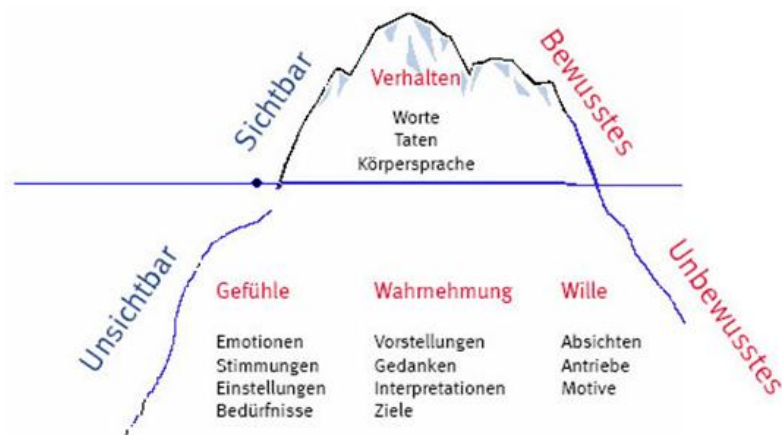 Sichtbar
Bewusstes
Verhalten
Worte
Taten
Körpersprache
Unsichtbar
Unbewusstes
Gefühle
Emotionen
Stimmungen
Einstellungen
Bedürfnisse
Wahrnehmung
Vorstellungen
Gedanken
Interpretationen
Ziele
Wille
Absichten
Antriebe
Motive